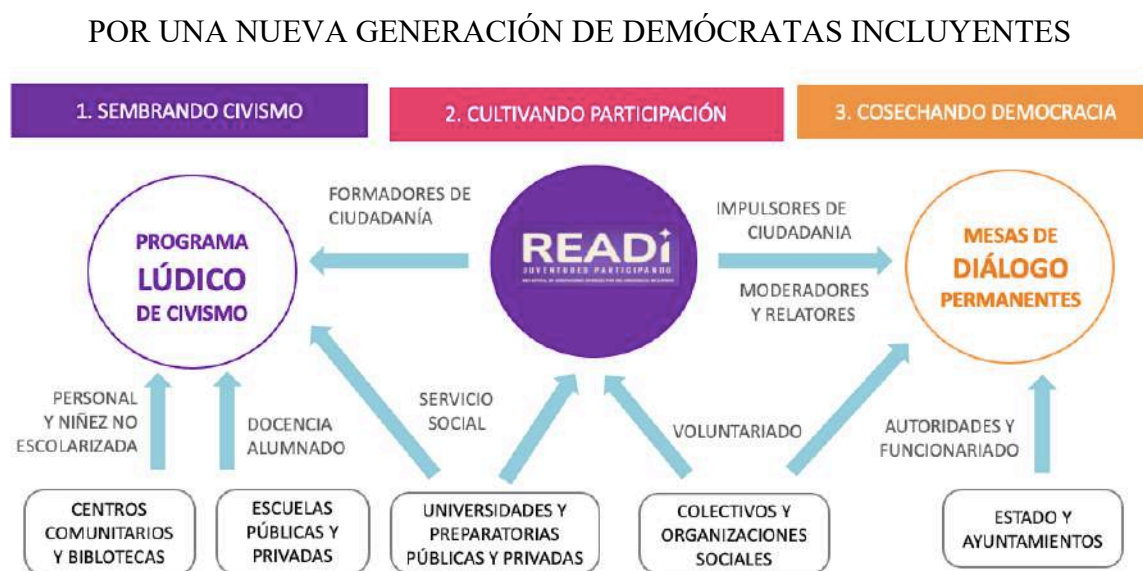 POR UNA NUEVA GENERACIÓN DE DEMÓCRATAS INCLUYENTES
1. SEMBRANDO CIVISMO
2. CULTIVANDO PARTICIPACIÓN
3. COSECHANDO DEMOCRACIA
PROGRAMA
LÚDICO
DE CIVISMO
FORMADORES DE
CIUDADANÍA
READi
JUVENTUDES PARTICIPANDO
IMPULSORES DE
CIUDADANIA
MODERADORES
Y RELATORES
MESAS DE
DIÁLOGO
PERMANENTES
PERSONAL
Y NIÑEZ NO
ESCOLARIZADA
DOCENCIA
ALUMNADO
SERVICIO
SOCIAL
VOLUNTARIADO
AUTORIDADES Y
FUNCIONARIADO
CENTROS
COMUNITARIOS
Y BIBLOTECAS
ESCUELAS
PÚBLICAS Y
PRIVADAS
UNIVERSIDADES Y
PREPARATORIAS
PÚBLICAS Y PRIVADAS
COLECTIVOS Y
ORGANIZACIONES
SOCIALES
ESTADO Y
AYUNTAMIENTOS